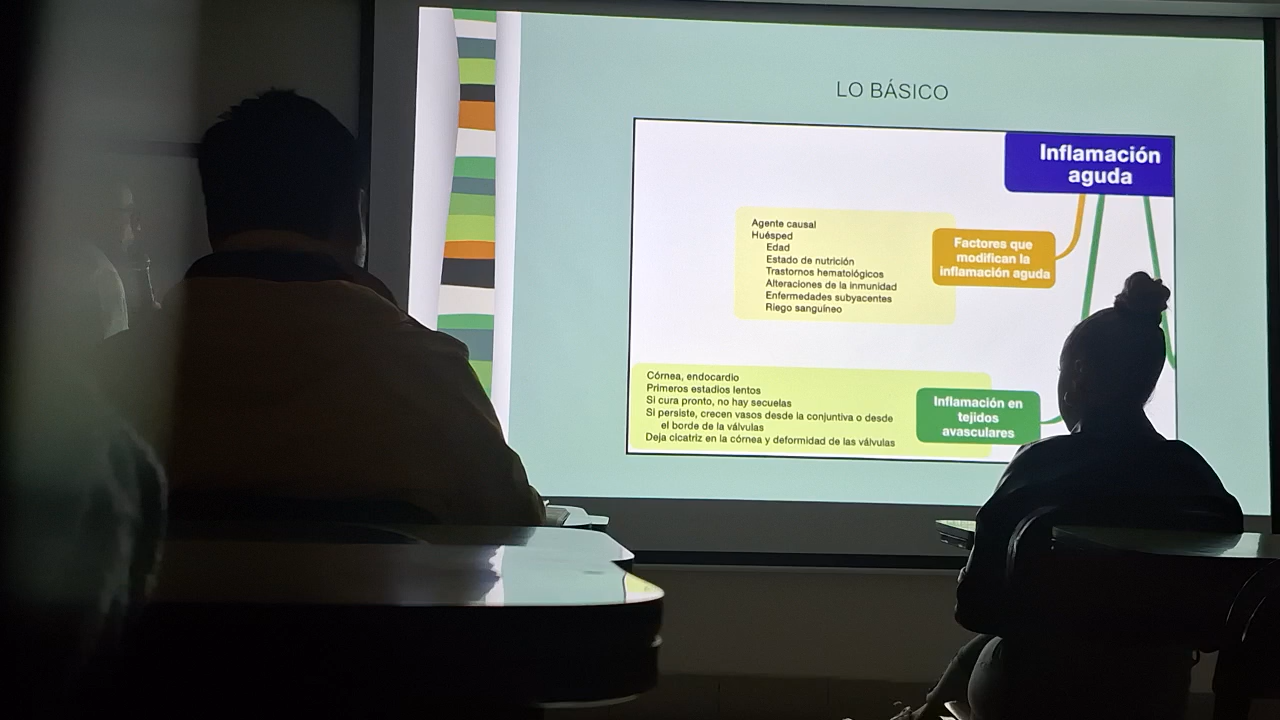 LO BÁSICO
Inflamación
aguda
Agente causal
Huésped
Edad
Estado de nutrición
Trastornos hematológicos
Alteraciones de la inmunidad
Enfermedades subyacentes
Riego sanguíneo
Factores que
modifican la
inflamación aguda
Córnea, endocardio
Primeros estadios lentos
Si cura pronto, no hay secuelas
Si persiste, crecen vasos desde la conjuntiva o desde
el borde de la válvulas
Deja cicatriz en la córnea y deformidad de las válvulas
Inflamación en
tejidos
avasculares